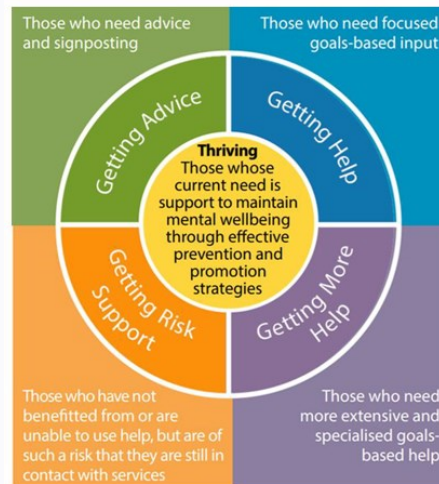 Those who need advice
and signposting
Those who need focused
goals-based input
Getting Advice
Getting Help
Thriving
Those whose
current need is
support to maintain
mental wellbeing
through effective
prevention and
promotion
strategies
Getting Risk
Support
Getting More
Help
Those who have not
benefitted from or are
unable to use help, but are of
such a risk that they are still in
contact with services
Those who need
more extensive and
specialised goals-
based help